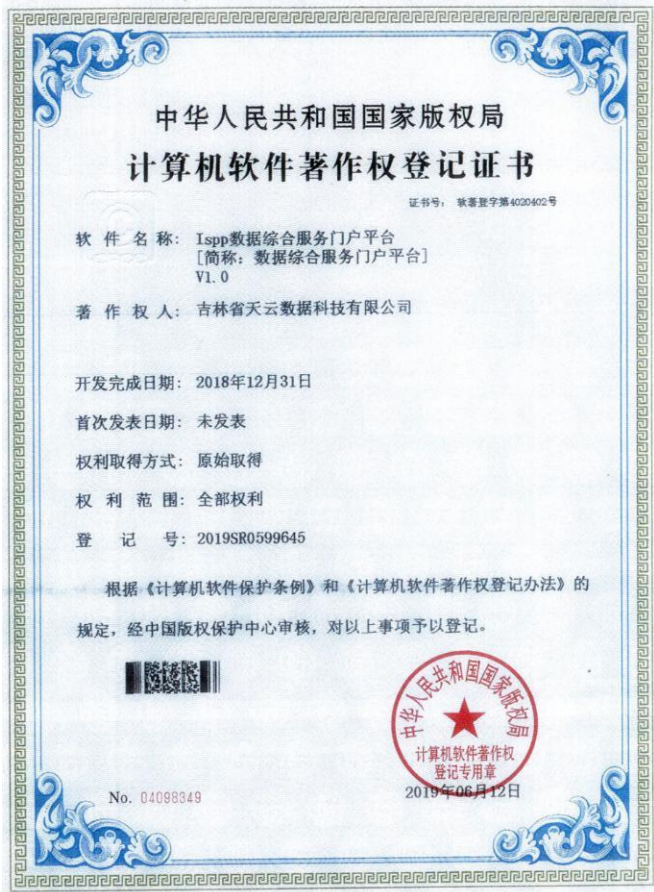 中华人民共和国国家版权局
计算机软件著作权登记证书
证书号： 软著登字第4020402号
软件名称： Ispp数据综合服务门户平台
[简称：数据综合服务门户平台]
V1.0
著作权人： 吉林省天云数据科技有限公司
开发完成日期： 2018年12月31日
首次发表日期： 未发表
权利取得方式： 原始取得
权利范围： 全部权利
登记号： 2019SR0599645
根据《计算机软件保护条例》和《计算机软件著作权登记办法》的
规定，经中国版权保护中心审核，对以上事项予以登记。
中华人民共和国国家版权局
计算机软件著作权
登记专用章
No. 04098349
2019年06月12日